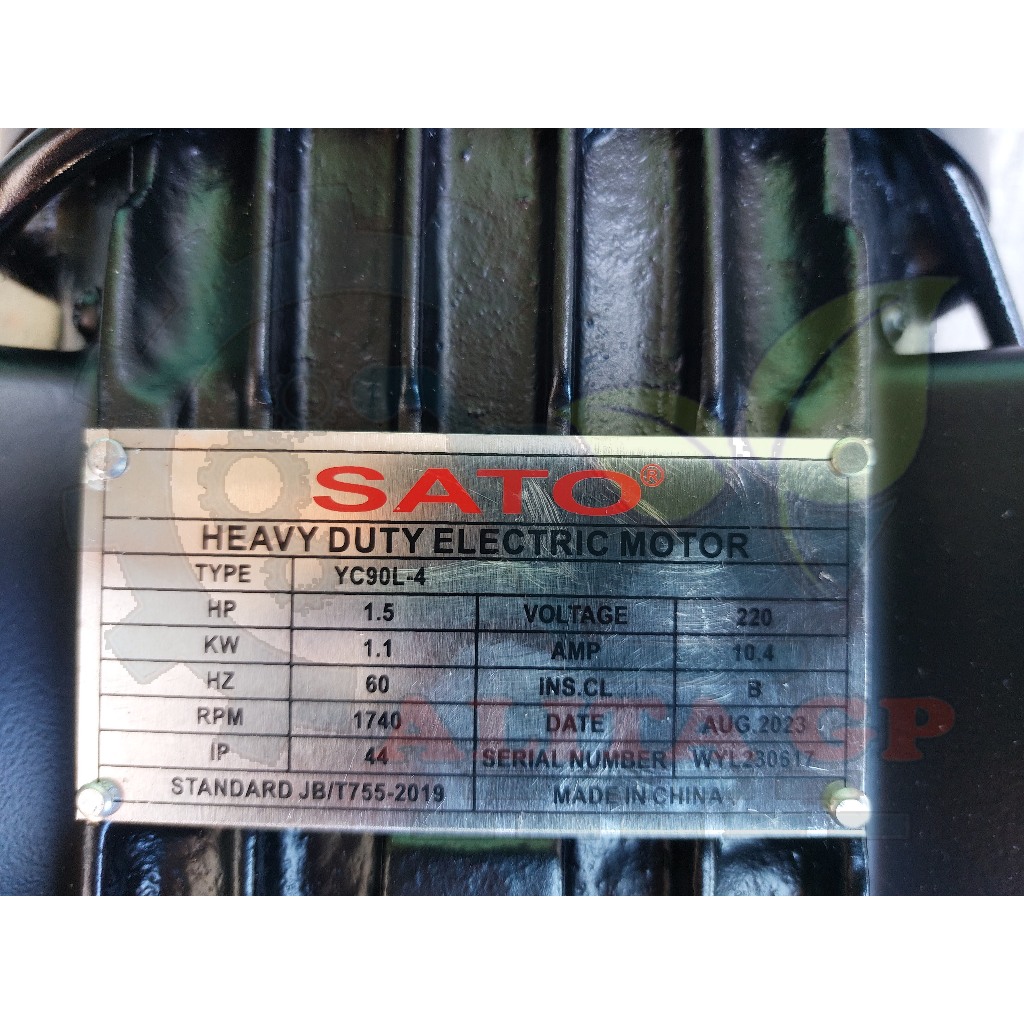 SATO®
HEAVY DUTY ELECTRIC MOTOR
TYPE YC90L-4
HP 1.5 VOLTAGE 220
KW 1.1 AMP 10.4
HZ 60 INS.CL B
RPM 1740 DATE AUG.2023
IP 44 SERIAL NUMBER WYL230617
STANDARD JB/T755-2019 MADE IN CHINA
ALITAGP